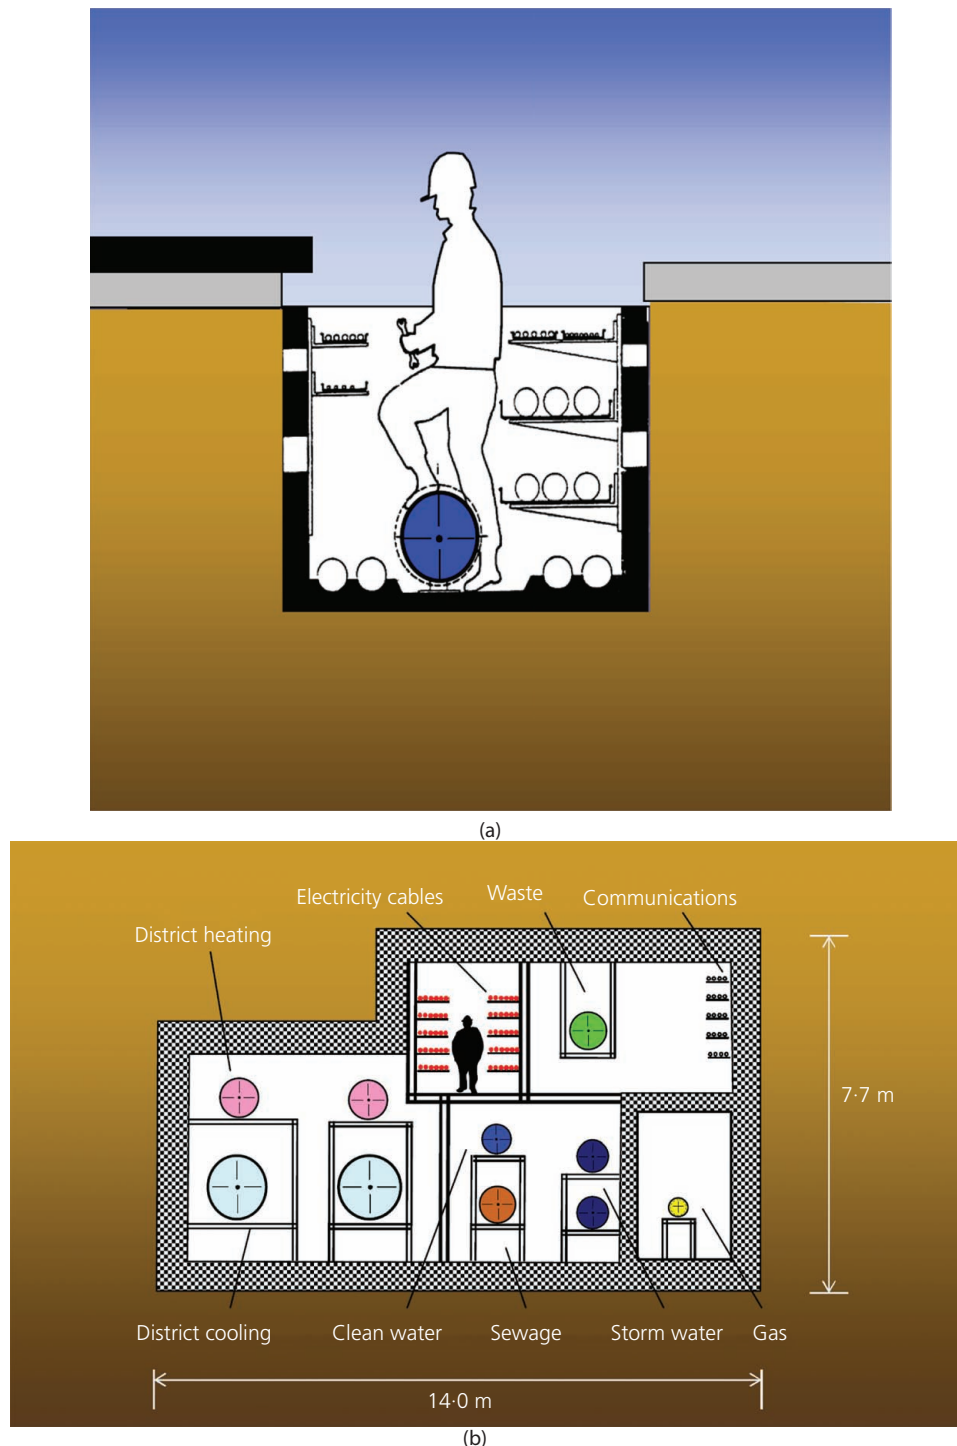 (a)
Electricity cables
Waste
Communications
District heating
7·7 m
District cooling
Clean water
Sewage
Storm water
Gas
14·0 m
(b)